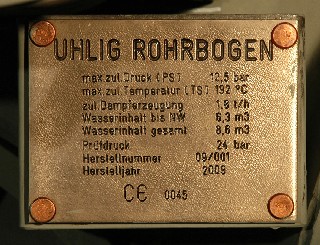 UHLIG ROHRBOGEN
max. zul. Druck (PS) 12,5 bar
max. zul. Temperatur (TS) 192 °C
zul. Dampferzeugung 1,8 t/h
Wasserinhalt bis NW 6,3 m3
Wasserinhalt gesamt 8,6 m3
Prüfdruck 24 bar
Herstellnummer 09/001
Herstelljahr 2009
CE 0045